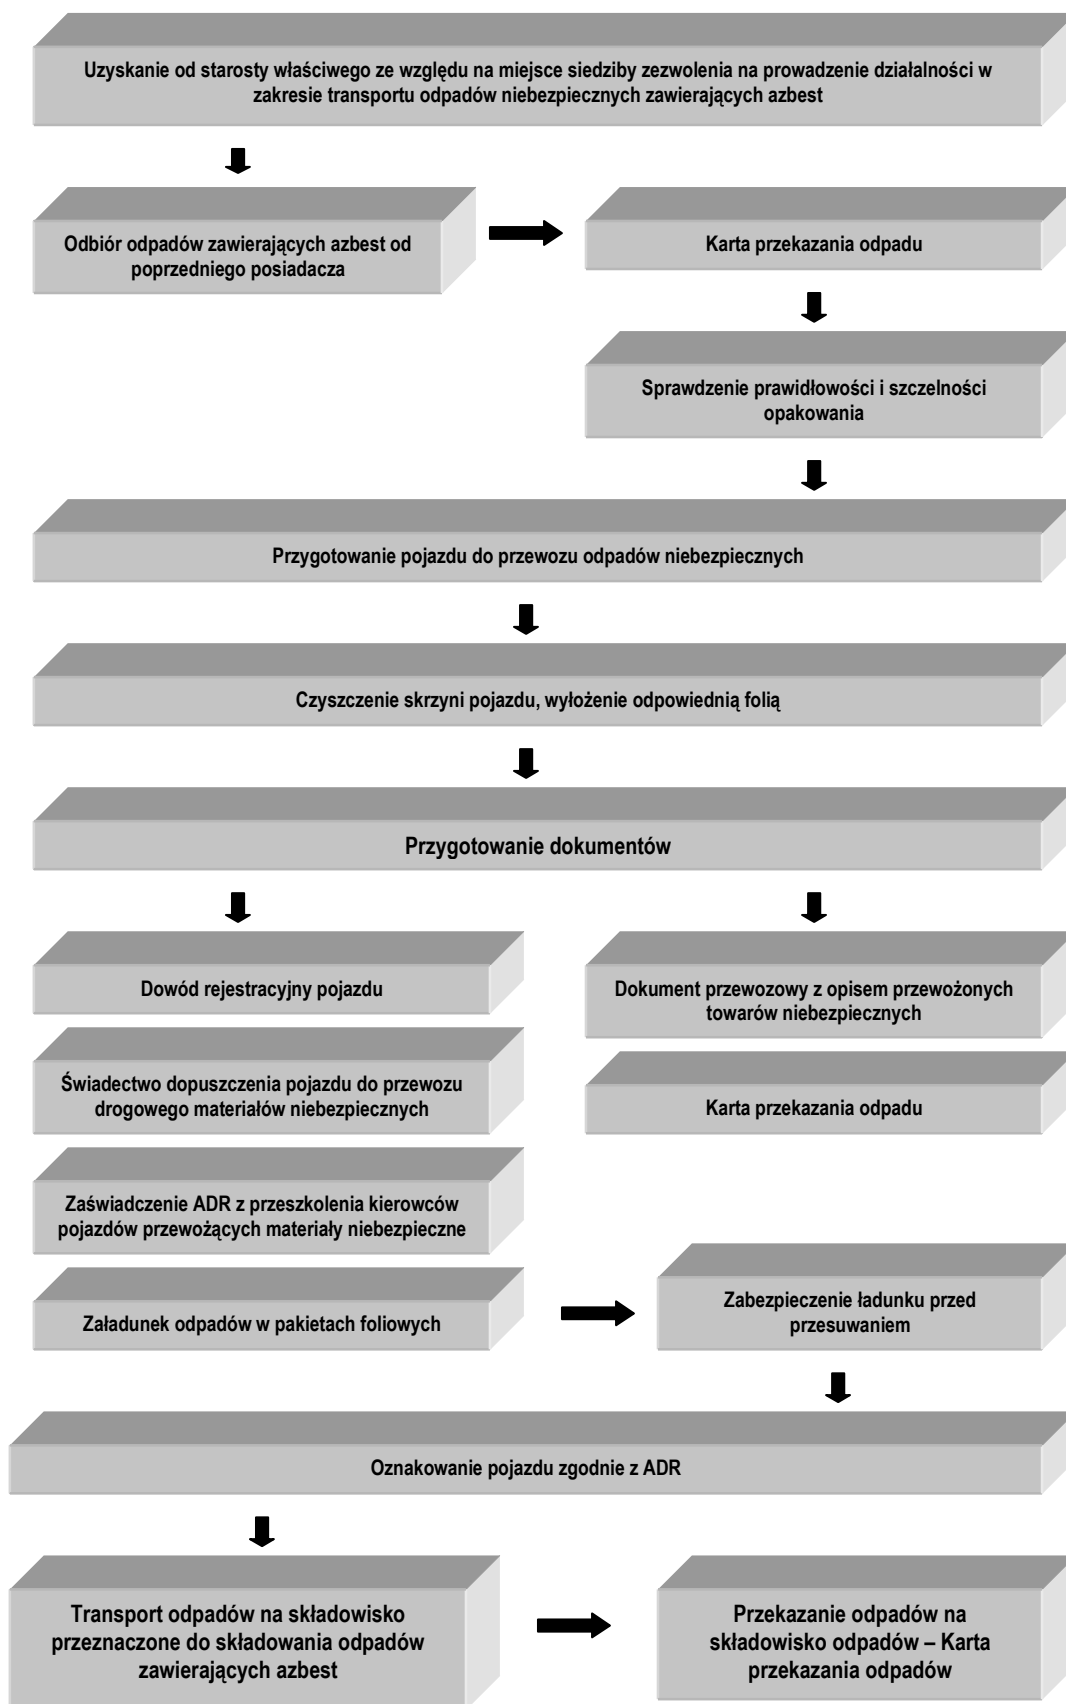 Uzyskanie od starosty właściwego ze względu na miejsce siedziby zezwolenia na prowadzenie działalności w
zakresie transportu odpadów niebezpiecznych zawierających azbest
Odbiór odpadów zawierających azbest od
poprzedniego posiadacza
Karta przekazania odpadu
Sprawdzenie prawidłowości i szczelności
opakowania
Przygotowanie pojazdu do przewozu odpadów niebezpiecznych
Czyszczenie skrzyni pojazdu, wyłożenie odpowiednią folią
Przygotowanie dokumentów
Dowód rejestracyjny pojazdu
Dokument przewozowy z opisem przewożonych
towarów niebezpiecznych
Świadectwo dopuszczenia pojazdu do przewozu
drogowego materiałów niebezpiecznych
Karta przekazania odpadu
Zaświadczenie ADR z przeszkolenia kierowców
pojazdów przewożących materiały niebezpieczne
Załadunek odpadów w pakietach foliowych
Zabezpieczenie ładunku przed
przesuwaniem
Oznakowanie pojazdu zgodnie z ADR
Transport odpadów na składowisko
przeznaczone do składowania odpadów
zawierających azbest
Przekazanie odpadów na
składowisko odpadów – Karta
przekazania odpadów